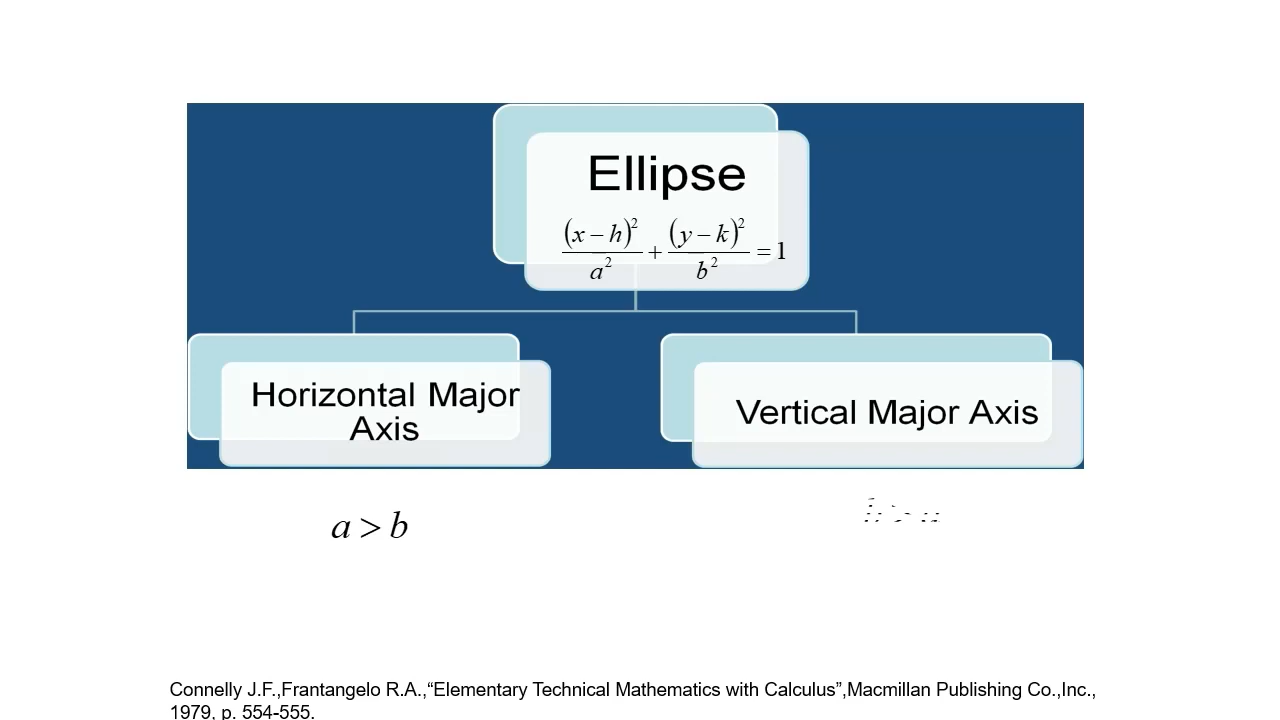 Ellipse
(x − h)²/a² + (y − k)²/b² = 1
Horizontal Major
Axis
Vertical Major Axis
a > b
Connelly J.F.,Frantangelo R.A.,“Elementary Technical Mathematics with Calculus”,Macmillan Publishing Co.,Inc.,
1979, p. 554-555.